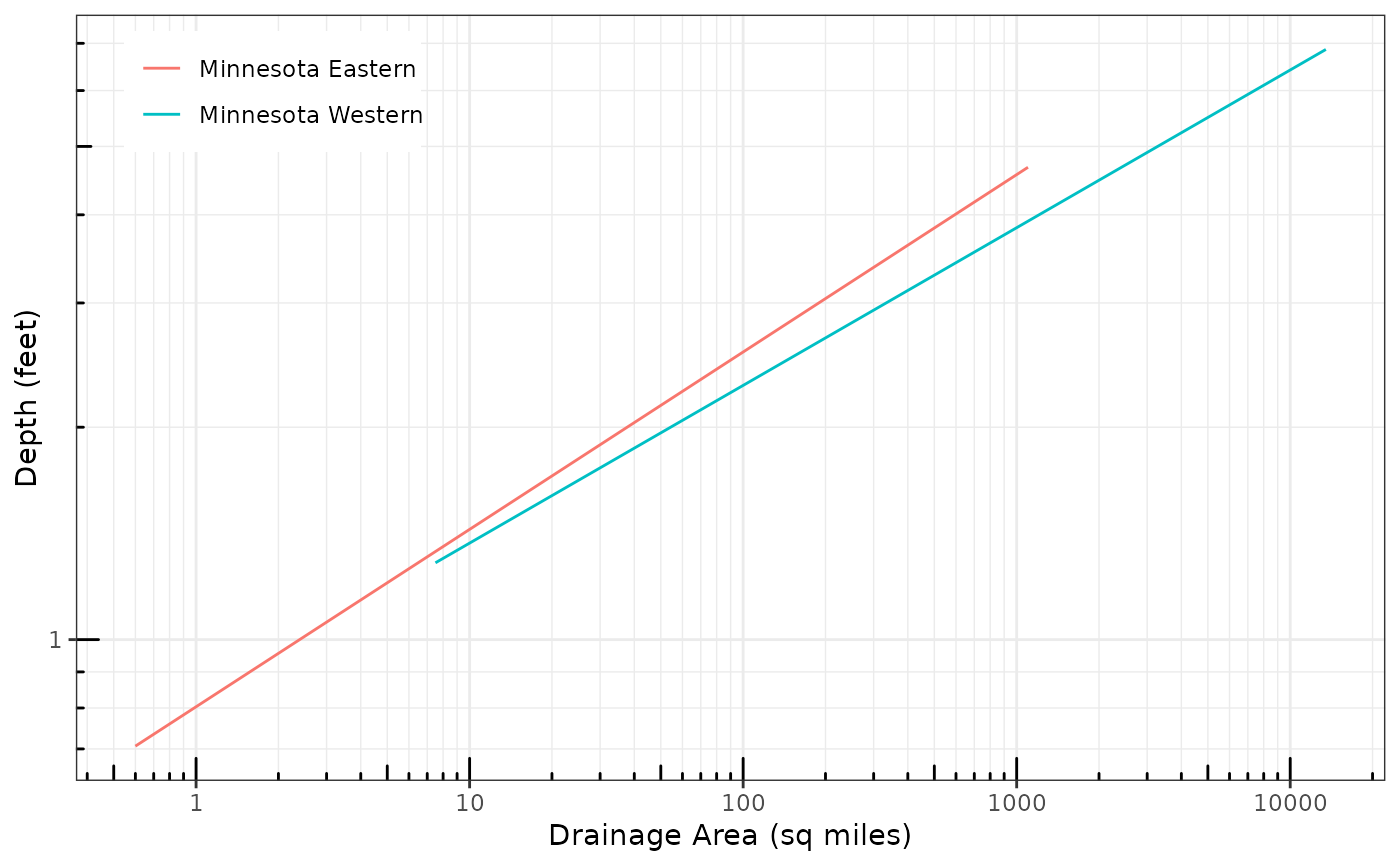 Minnesota Eastern
Minnesota Western
Depth (feet)
1
1 10 100 1000 10000
Drainage Area (sq miles)